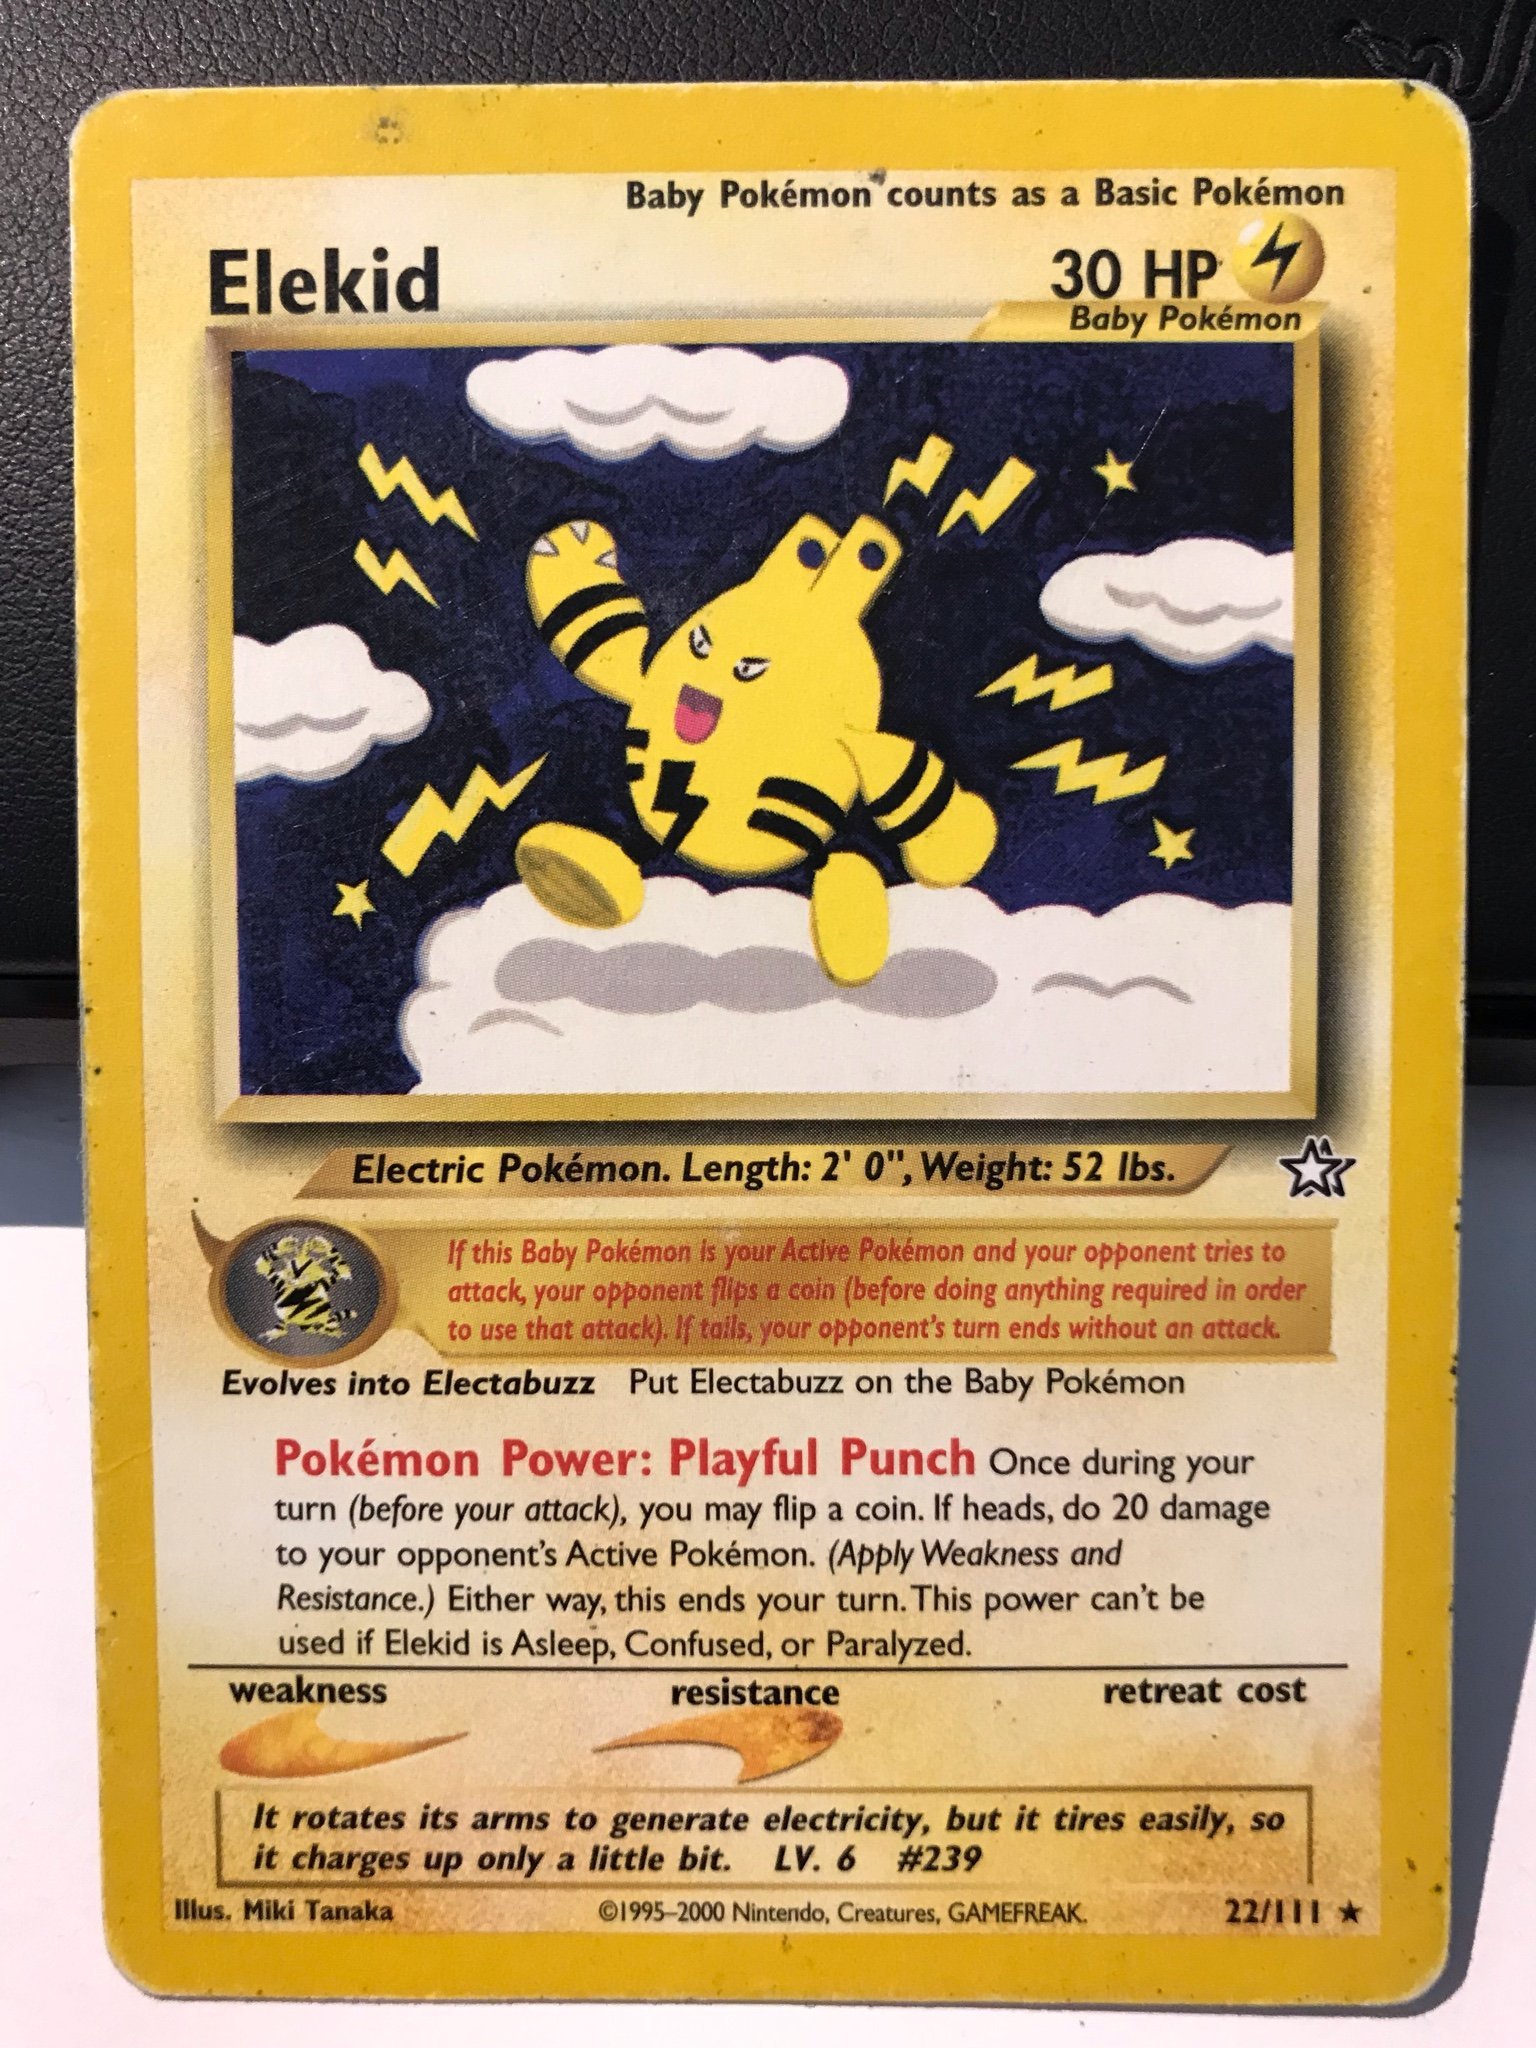 Baby Pokémon counts as a Basic Pokémon
Elekid
30 HP
Baby Pokémon
Electric Pokémon. Length: 2' 0", Weight: 52 lbs.
If this Baby Pokémon is your Active Pokémon and your opponent tries to
attack, your opponent flips a coin (before doing anything required in order
to use that attack). If tails, your opponent's turn ends without an attack.
Evolves into Electabuzz Put Electabuzz on the Baby Pokémon
Pokémon Power: Playful Punch Once during your
turn (before your attack), you may flip a coin. If heads, do 20 damage
to your opponent's Active Pokémon. (Apply Weakness and
Resistance.) Either way, this ends your turn. This power can't be
used if Elekid is Asleep, Confused, or Paralyzed.
weakness resistance retreat cost
It rotates its arms to generate electricity, but it tires easily, so
it charges up only a little bit. LV. 6 #239
Illus. Miki Tanaka ©1995–2000 Nintendo, Creatures, GAMEFREAK. 22/111 ★